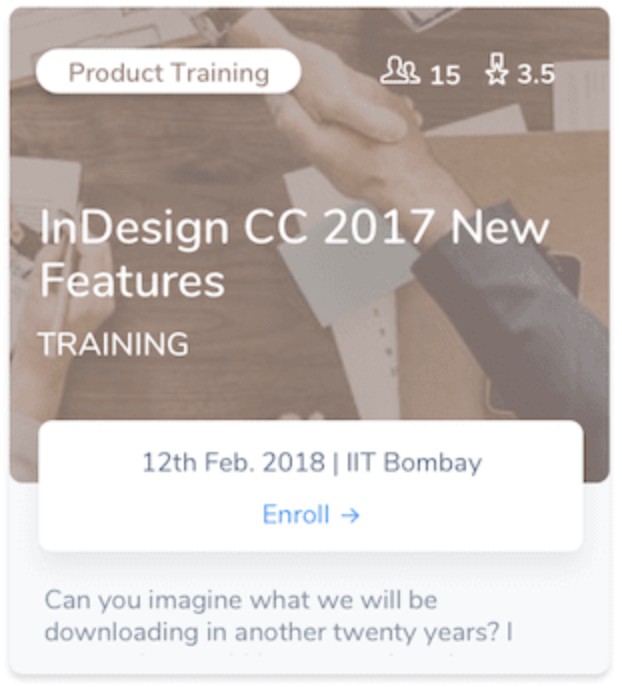 Product Training
15
3.5
InDesign CC 2017 New
Features
TRAINING
12th Feb. 2018 | IIT Bombay
Enroll →
Can you imagine what we will be
downloading in another twenty years? I